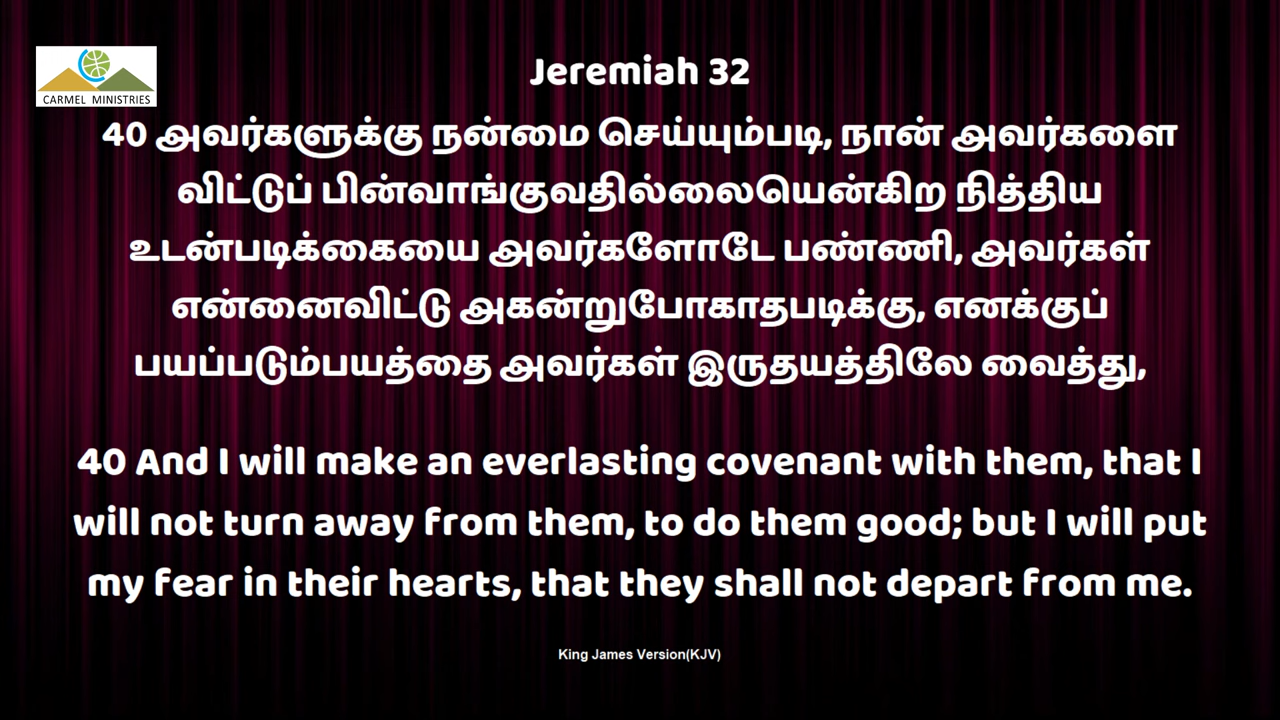 CARMEL MINISTRIES
Jeremiah 32
40 அவர்களுக்கு நன்மை செய்யும்படி, நான் அவர்களை
விட்டுப் பின்வாங்குவதில்லையென்கிற நித்திய
உடன்படிக்கையை அவர்களோடே பண்ணி, அவர்கள்
என்னைவிட்டு அகன்றுபோகாதபடிக்கு, எனக்குப்
பயப்படும்பயத்தை அவர்கள் இருதயத்திலே வைத்து,
40 And I will make an everlasting covenant with them, that I
will not turn away from them, to do them good; but I will put
my fear in their hearts, that they shall not depart from me.
King James Version(KJV)